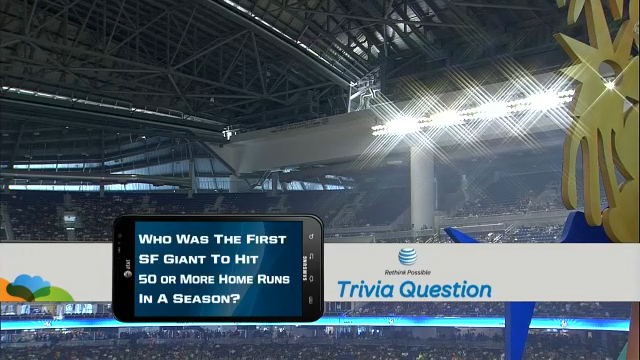 Who Was The First
SF Giant To Hit
50 or More Home Runs
In A Season?
at&t
SAMSUNG
Rethink Possible
Trivia Question